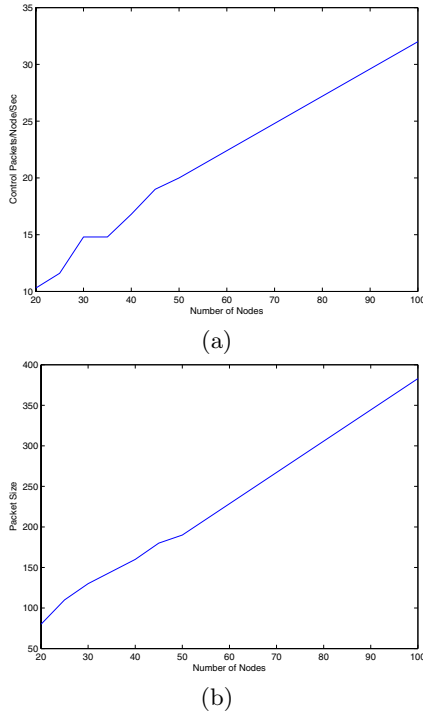 35
30
25
20
15
10
Control Packets/Node/Sec
20 30 40 50 60 70 80 90 100
Number of Nodes
(a)
400
350
300
250
200
150
100
50
Packet Size
20 30 40 50 60 70 80 90 100
Number of Nodes
(b)